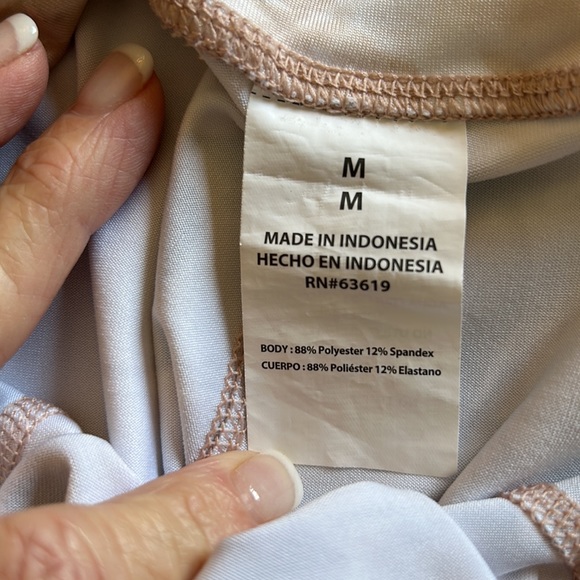 M
M
MADE IN INDONESIA
HECHO EN INDONESIA
RN#63619
BODY : 88% Polyester 12% Spandex
CUERPO : 88% Poliéster 12% Elastano